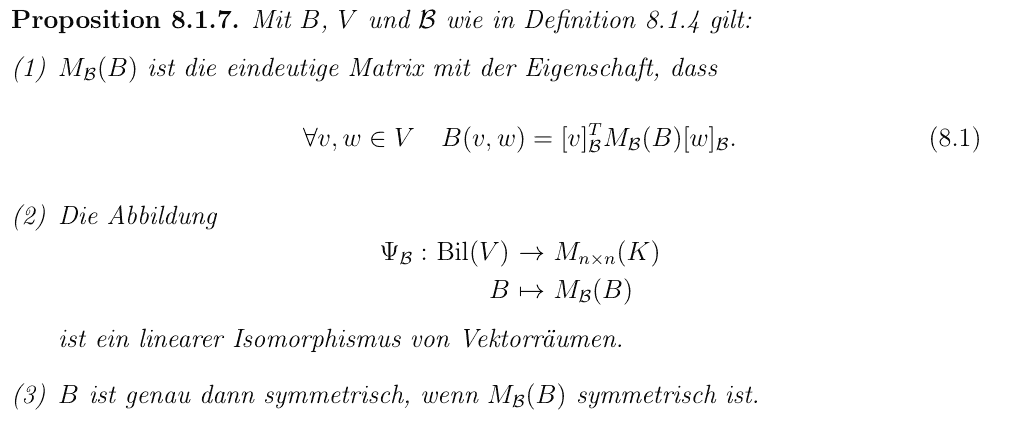 Proposition 8.1.7. Mit B, V und 𝓑 wie in Definition 8.1.4 gilt:
(1) M_𝓑(B) ist die eindeutige Matrix mit der Eigenschaft, dass
∀v, w ∈ V B(v, w) = [v]_𝓑^T M_𝓑(B)[w]_𝓑. (8.1)
(2) Die Abbildung
Ψ_𝓑 : Bil(V) → M_{n×n}(K)
B ↦ M_𝓑(B)
ist ein linearer Isomorphismus von Vektorräumen.
(3) B ist genau dann symmetrisch, wenn M_𝓑(B) symmetrisch ist.